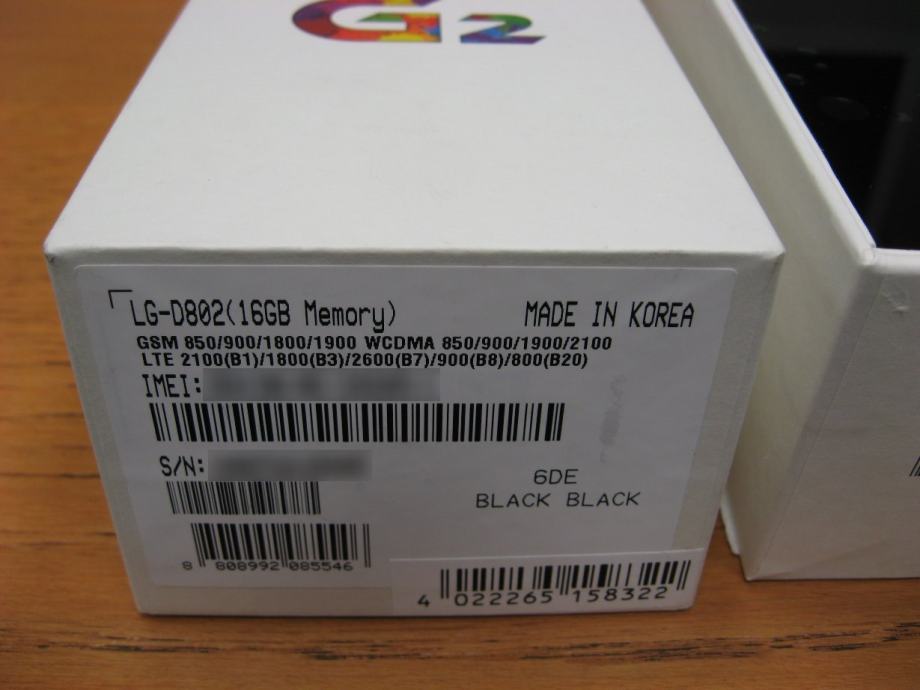 G2
LG-D802(16GB Memory)
MADE IN KOREA
GSM 850/900/1800/1900 WCDMA 850/900/1900/2100
LTE 2100(B1)/1800(B3)/2600(B7)/900(B8)/800(B20)
IMEI:
S/N:
6DE
BLACK BLACK
8 808992 085546
4 022265 158322